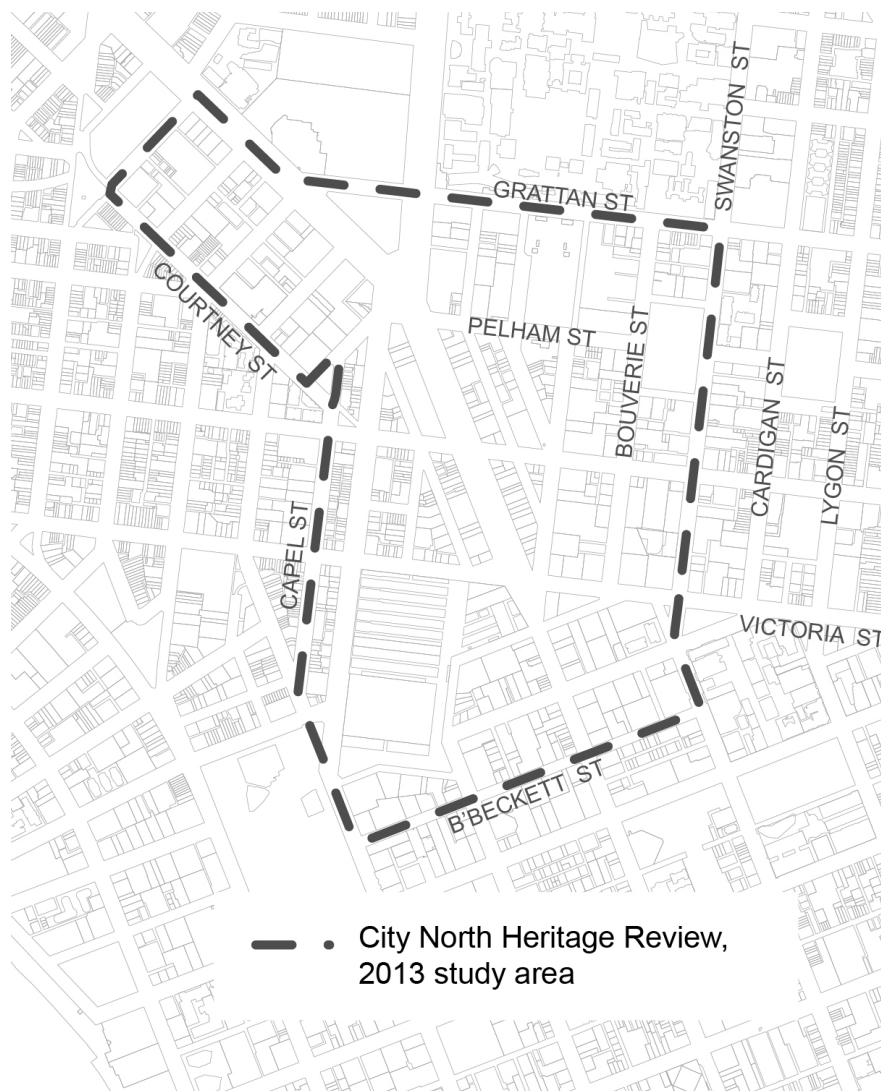 SWANSTON ST
GRATTAN ST
COURTNEY ST
PELHAM ST
BOUVERIE ST
CARDIGAN ST
LYGON ST
CAPEL ST
VICTORIA ST
B'BECKETT ST
City North Heritage Review,
2013 study area